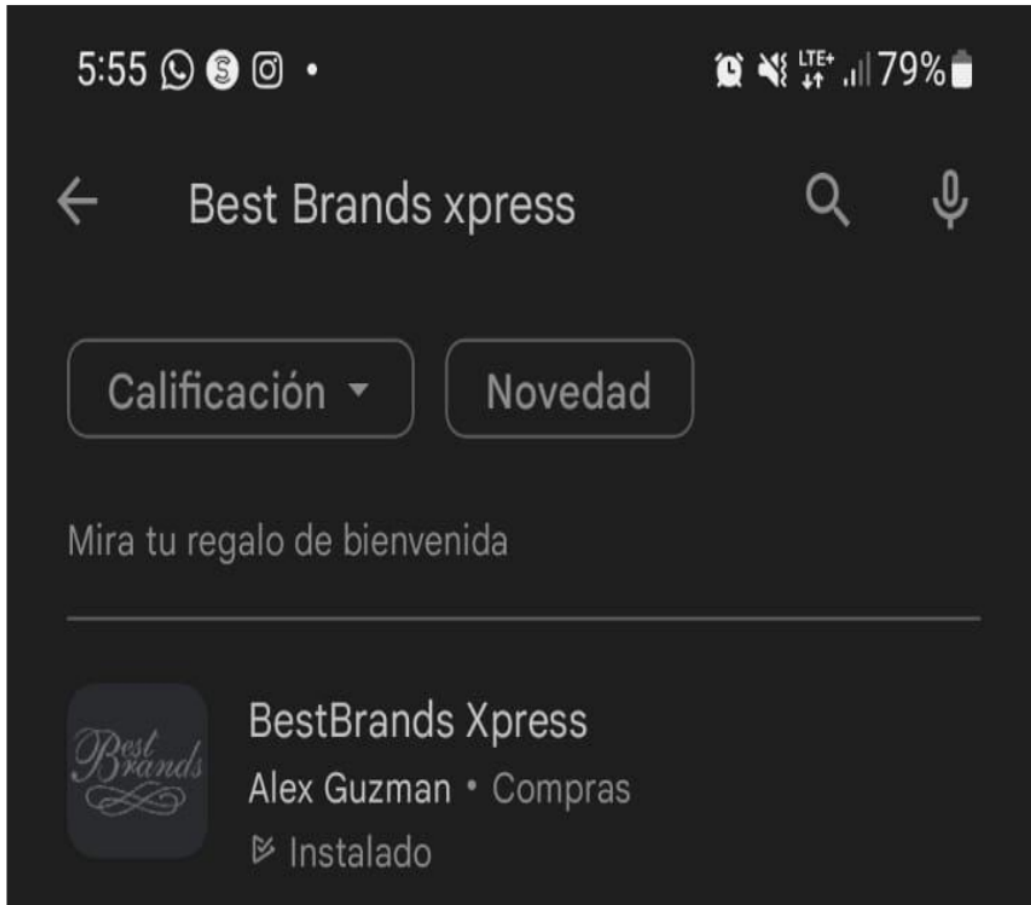 5:55
LTE+
79%
Best Brands xpress
Calificación
Novedad
Mira tu regalo de bienvenida
Best
Brands
BestBrands Xpress
Alex Guzman • Compras
Instalado